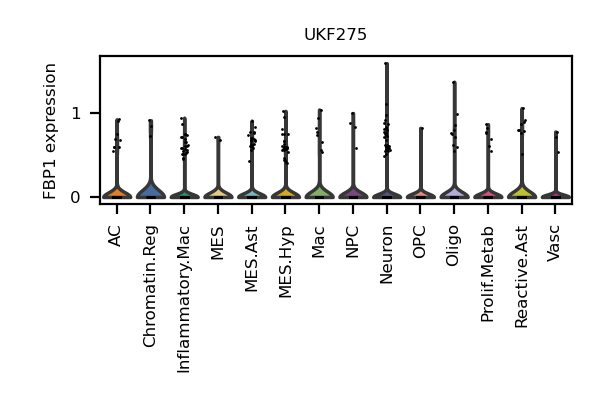 UKF275
FBP1 expression
1
0
AC
Chromatin.Reg
Inflammatory.Mac
MES
MES.Ast
MES.Hyp
Mac
NPC
Neuron
OPC
Oligo
Prolif.Metab
Reactive.Ast
Vasc